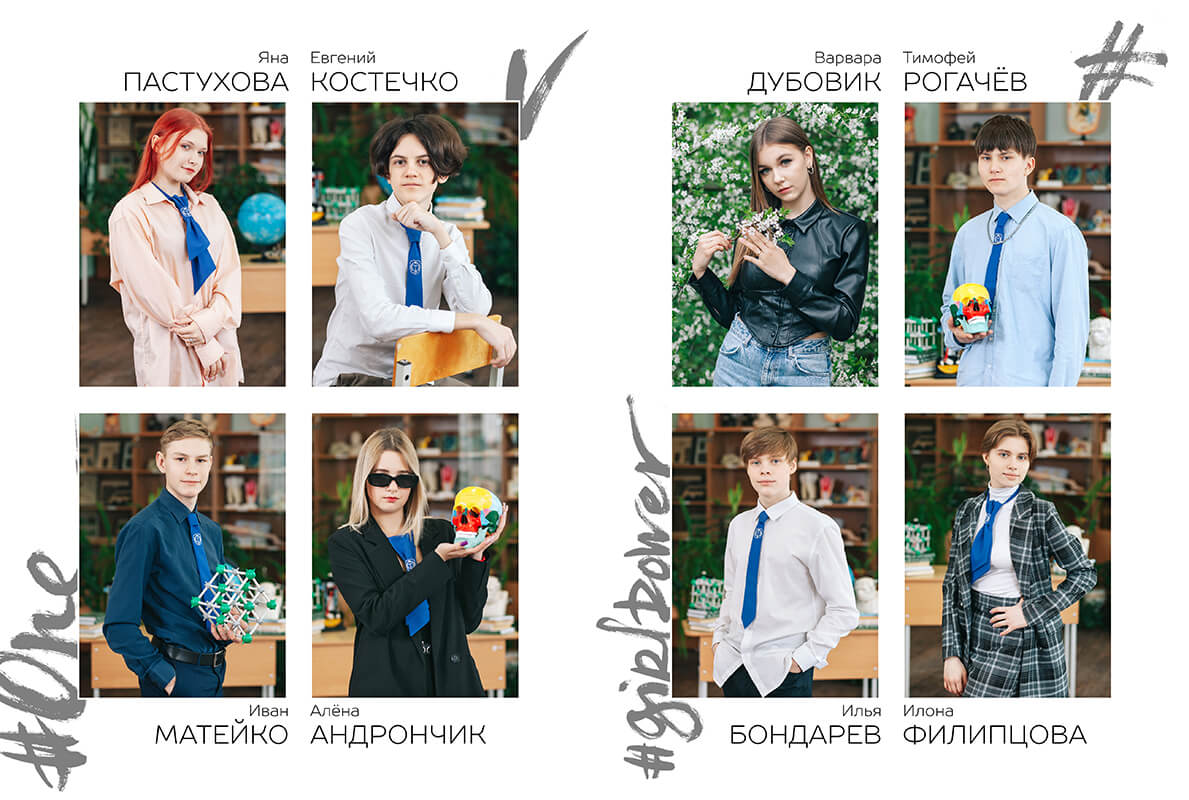 Яна
ПАСТУХОВА
Евгений
КОСТЕЧКО
Варвара
ДУБОВИК
Тимофей
РОГАЧЁВ
#
#One
#girlpower
Иван
МАТЕЙКО
Алёна
АНДРОНЧИК
Илья
БОНДАРЕВ
Илона
ФИЛИПЦОВА